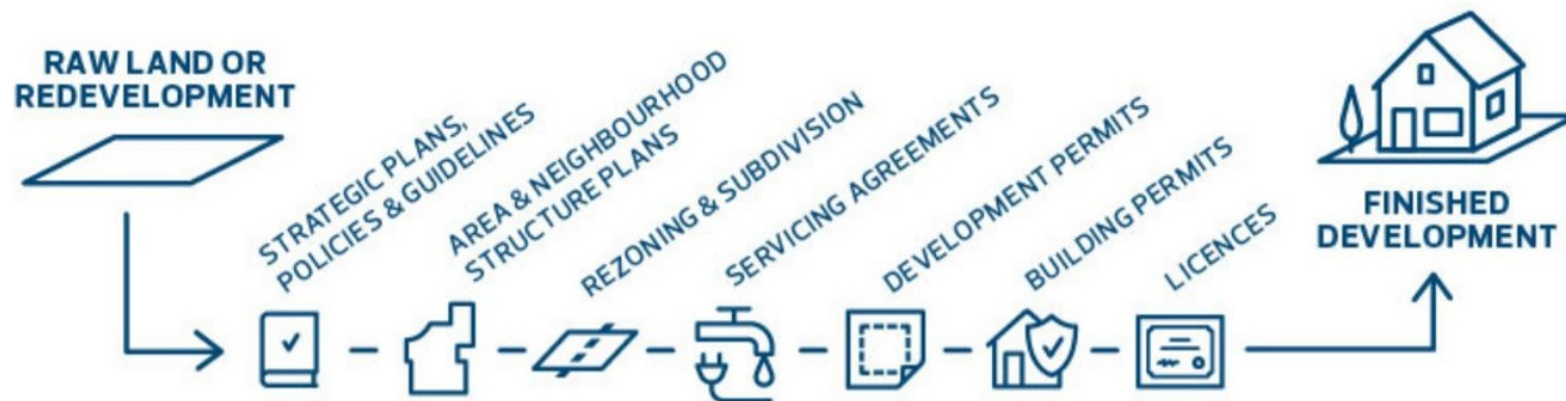 RAW LAND OR
REDEVELOPMENT
STRATEGIC PLANS,
POLICIES & GUIDELINES
AREA & NEIGHBOURHOOD
STRUCTURE PLANS
REZONING & SUBDIVISION
SERVICING AGREEMENTS
DEVELOPMENT PERMITS
BUILDING PERMITS
LICENCES
FINISHED
DEVELOPMENT